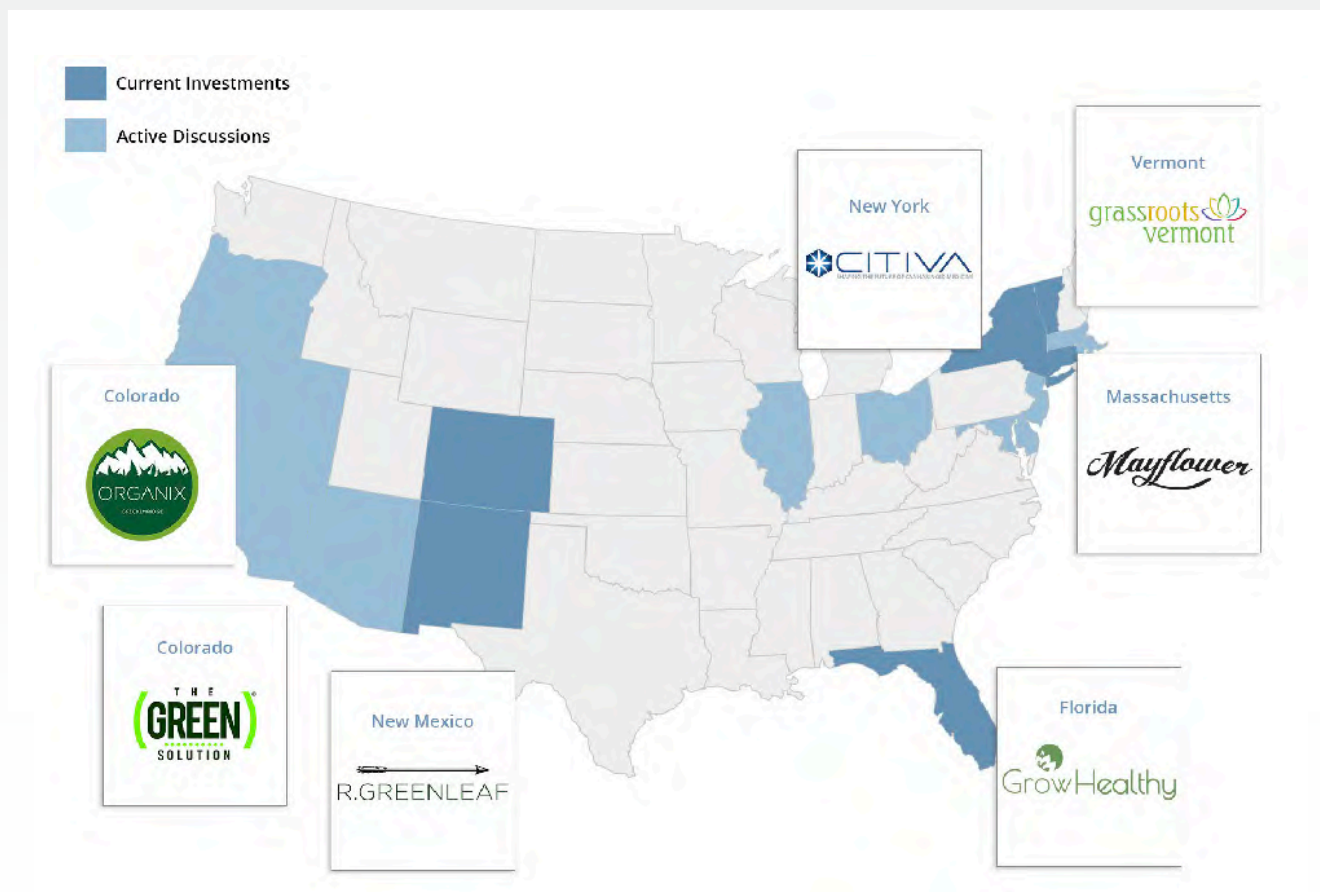 Current Investments
Active Discussions
Vermont
grassroots
vermont
New York
CITIVA
Colorado
ORGANIX
Massachusetts
Mayflower
Colorado
THE
(GREEN)®
SOLUTION
New Mexico
R.GREENLEAF
Florida
GrowHealthy